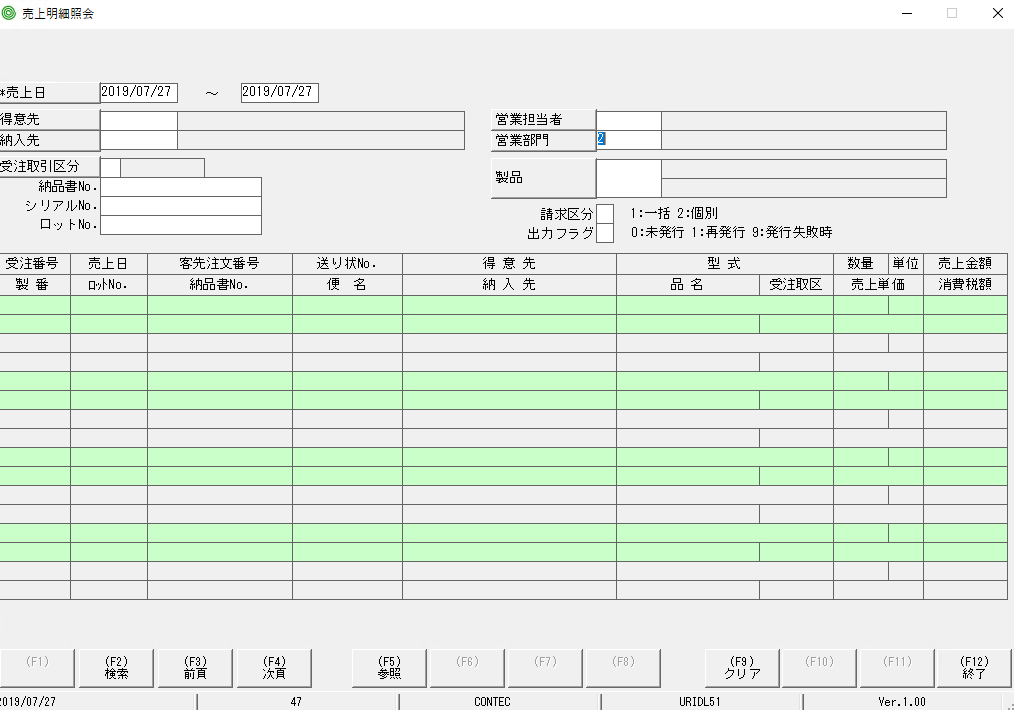 売上明細照会
*売上日 2019/07/27 ～ 2019/07/27
得意先 営業担当者
納入先 営業部門 2
受注取引区分 製品
納品書No.
シリアルNo.
ロットNo.
請求区分 1:一括 2:個別
出力フラグ 0:未発行 1:再発行 9:発行失敗時
受注番号 売上日 客先注文番号 送り状No. 得 意 先 型 式 数量 単位 売上金額
製 番 ﾛｯﾄNo. 納品書No. 便 名 納 入 先 品 名 受注取区 売上単価 消費税額
(F1) (F2) (F3) (F4) (F5) (F6) (F7) (F8) (F9) (F10) (F11) (F12)
検索 前頁 次頁 参照 クリア 終了
2019/07/27 47 CONTEC URIDL51 Ver.1.00